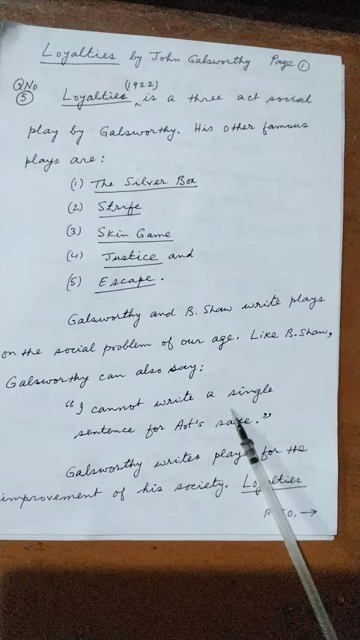 Loyalties by John Galsworthy Page 1
QNo
5 Loyalties (1922) is a three act social
play by Galsworthy. His other famous
plays are:
(1) The Silver Box
(2) Strife
(3) Skin Game
(4) Justice and
(5) Escape.
Galsworthy and B. Shaw write plays
on the social problem of our age. Like B. Shaw,
Galsworthy can also say:
"I cannot write a single
sentence for Art's sake."
Galsworthy writes plays for the
improvement of his society. Loyalties
P.T.O. →